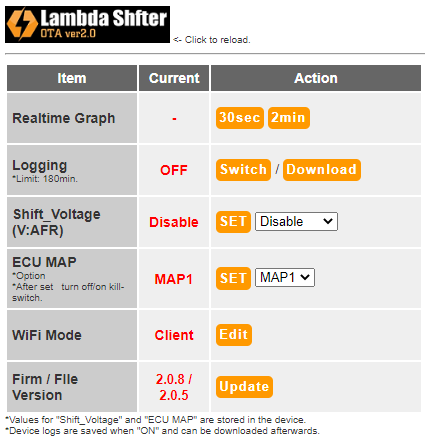 Lambda Shfter
OTA ver2.0
<- Click to reload.
Item Current Action
Realtime Graph - 30sec 2min
Logging
*Limit: 180min.
OFF Switch / Download
Shift_Voltage
(V:AFR)
Disable SET Disable
ECU MAP
*Option
*After set turn off/on kill-
switch.
MAP1 SET MAP1
WiFi Mode Client Edit
Firm / FIle
Version
2.0.8 /
2.0.5
Update
*Values for "Shift_Voltage" and "ECU MAP" are stored in the device.
*Device logs are saved when "ON" and can be downloaded afterwards.